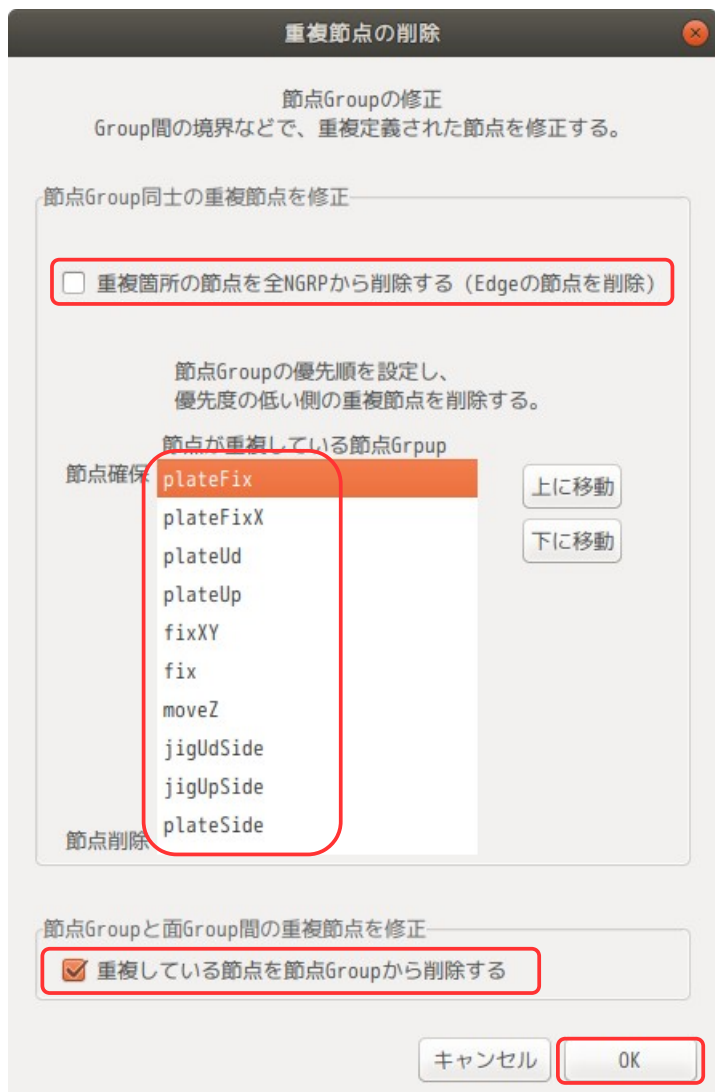 重複節点の削除
節点Groupの修正
Group間の境界などで、重複定義された節点を修正する。
節点Group同士の重複節点を修正
重複箇所の節点を全NGRPから削除する（Edgeの節点を削除）
節点Groupの優先順を設定し、
優先度の低い側の重複節点を削除する。
節点が重複している節点Grpup
節点確保
plateFix
上に移動
plateFixX
下に移動
plateUd
plateUp
fixXY
fix
moveZ
jigUdSide
jigUpSide
plateSide
節点削除
節点Groupと面Group間の重複節点を修正
重複している節点を節点Groupから削除する
キャンセル
OK